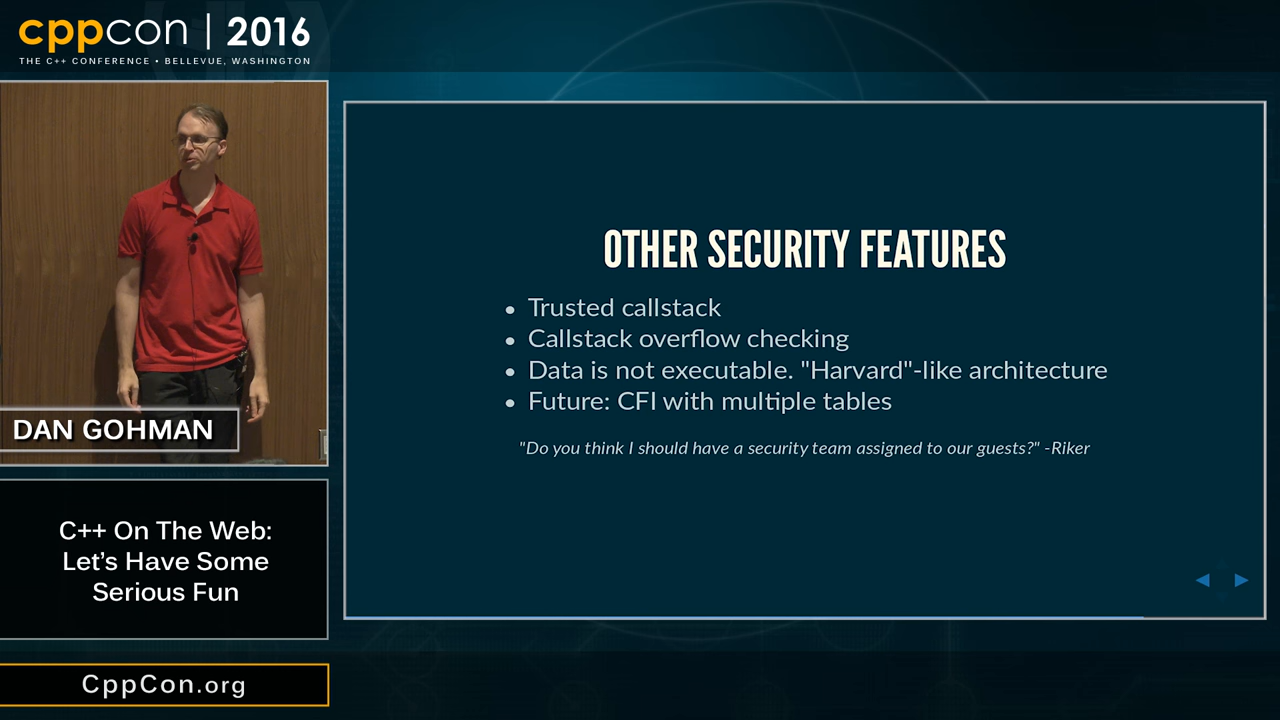 cppcon | 2016
THE C++ CONFERENCE • BELLEVUE, WASHINGTON
DAN GOHMAN
C++ On The Web:
Let's Have Some
Serious Fun
CppCon.org
OTHER SECURITY FEATURES
• Trusted callstack
• Callstack overflow checking
• Data is not executable. "Harvard"-like architecture
• Future: CFI with multiple tables
"Do you think I should have a security team assigned to our guests?" -Riker